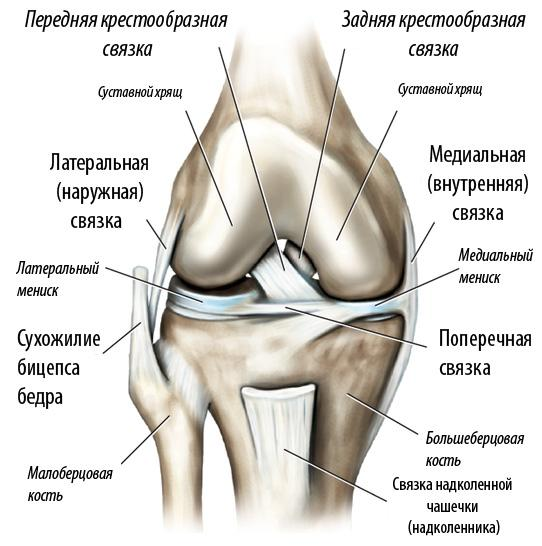 Передняя крестообразная
связка
Задняя крестообразная
связка
Суставной хрящ
Суставной хрящ
Латеральная
(наружная)
связка
Медиальная
(внутренняя)
связка
Латеральный
мениск
Медиальный
мениск
Сухожилие
бицепса
бедра
Поперечная
связка
Малоберцовая
кость
Большеберцовая
кость
Связка надколенной
чашечки
(надколенника)